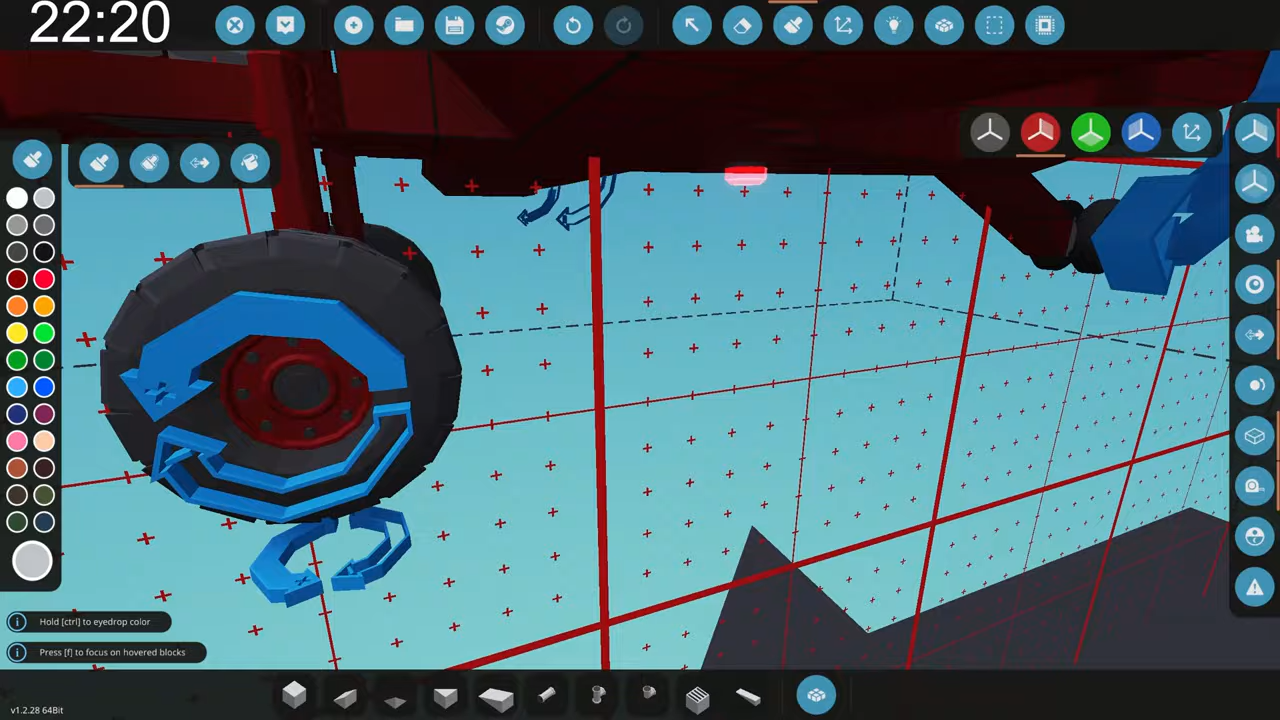 22:20
Hold [ctrl] to eyedrop color
Press [f] to focus on hovered blocks
v1.2.28 64Bit